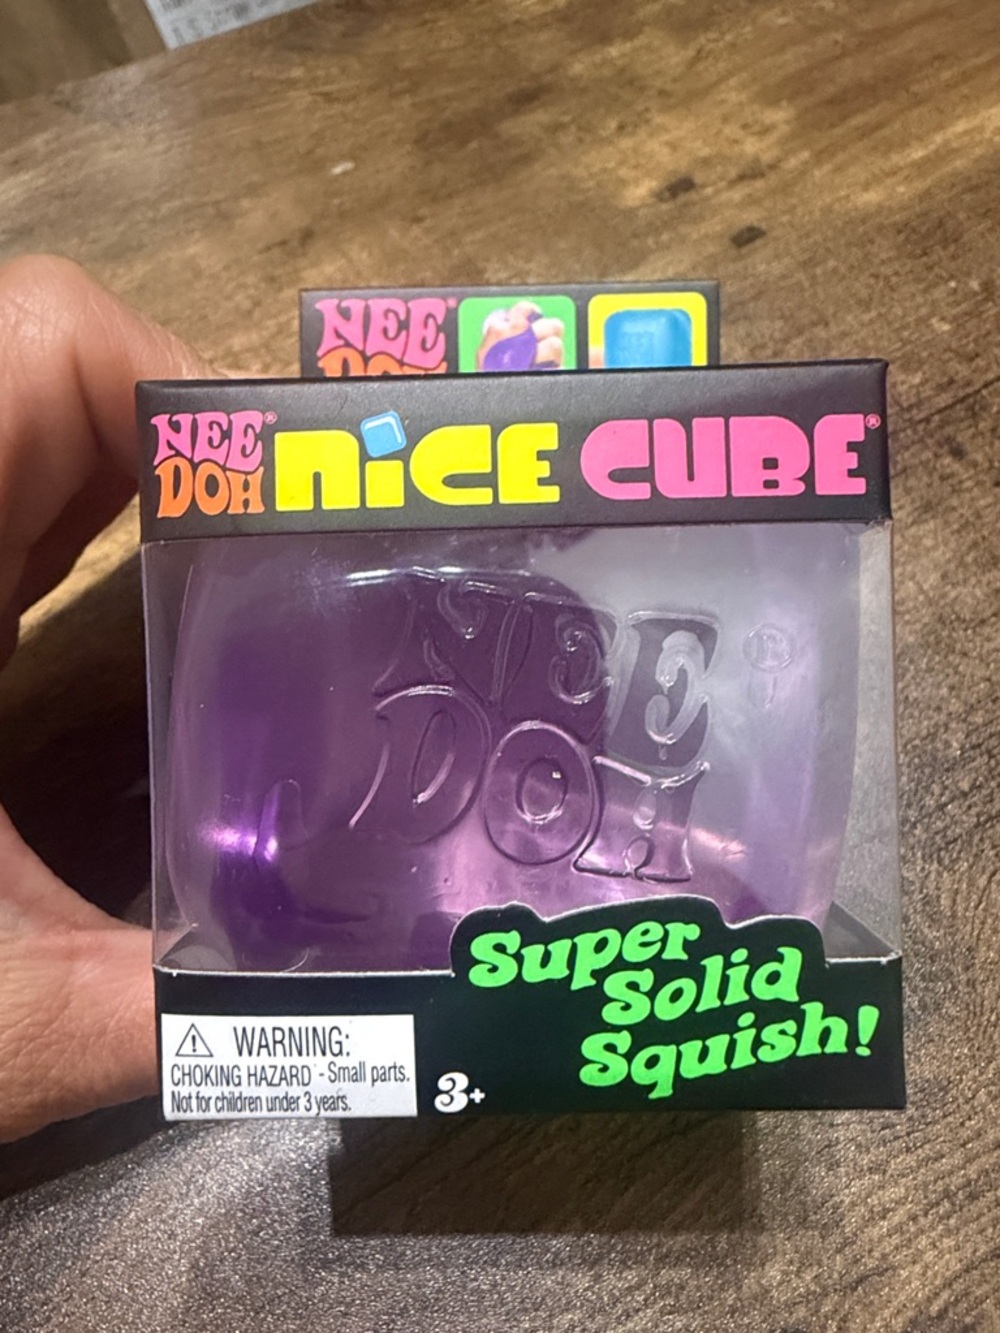 NEE
DOH
NEE® DOH NiCE CUBE®
NEE
DOH
®
Super
Solid
Squish!
WARNING:
CHOKING HAZARD - Small parts.
Not for children under 3 years.
3+